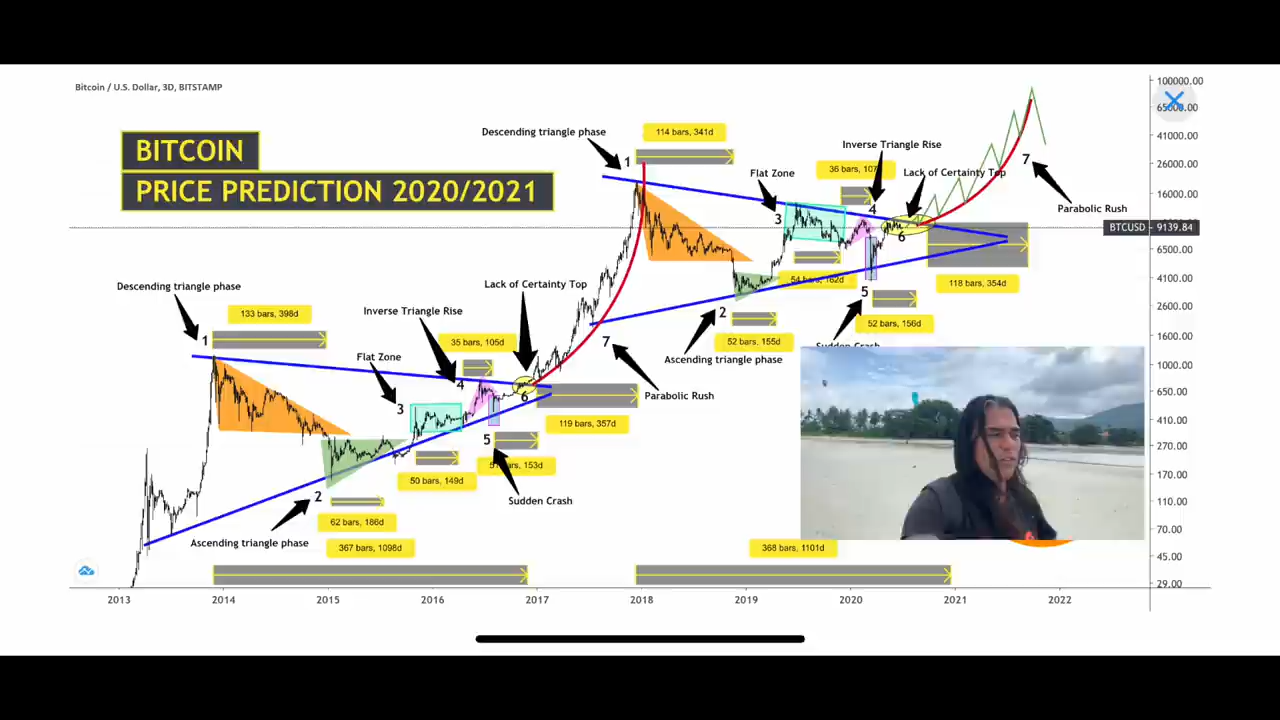 Bitcoin / U.S. Dollar, 3D, BITSTAMP
BITCOIN
PRICE PREDICTION 2020/2021
Descending triangle phase
1
133 bars, 398d
Ascending triangle phase
2
62 bars, 186d
367 bars, 1098d
Flat Zone
3
50 bars, 149d
Inverse Triangle Rise
4
35 bars, 105d
5
bars, 153d
Sudden Crash
Lack of Certainty Top
6
119 bars, 357d
7
Parabolic Rush
Descending triangle phase
1
114 bars, 341d
Ascending triangle phase
2
52 bars, 155d
368 bars, 1101d
Flat Zone
3
54 bars, 162d
Inverse Triangle Rise
4
36 bars,
5
52 bars, 156d
Sudden Crash
Lack of Certainty Top
6
118 bars, 354d
7
Parabolic Rush
100000.00
65000.00
41000.00
26000.00
16000.00
BTCUSD 9139.84
6500.00
4100.00
2600.00
1600.00
1000.00
650.00
410.00
270.00
170.00
110.00
70.00
45.00
29.00
2013 2014 2015 2016 2017 2018 2019 2020 2021 2022